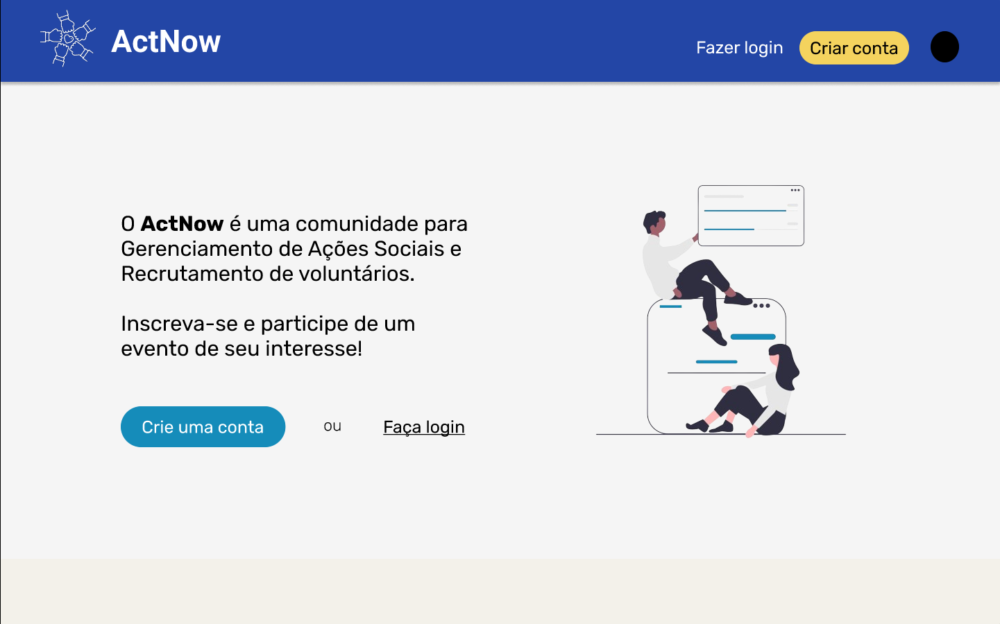 ActNow
Fazer login
Criar conta
O ActNow é uma comunidade para
Gerenciamento de Ações Sociais e
Recrutamento de voluntários.
Inscreva-se e participe de um
evento de seu interesse!
Crie uma conta
ou
Faça login